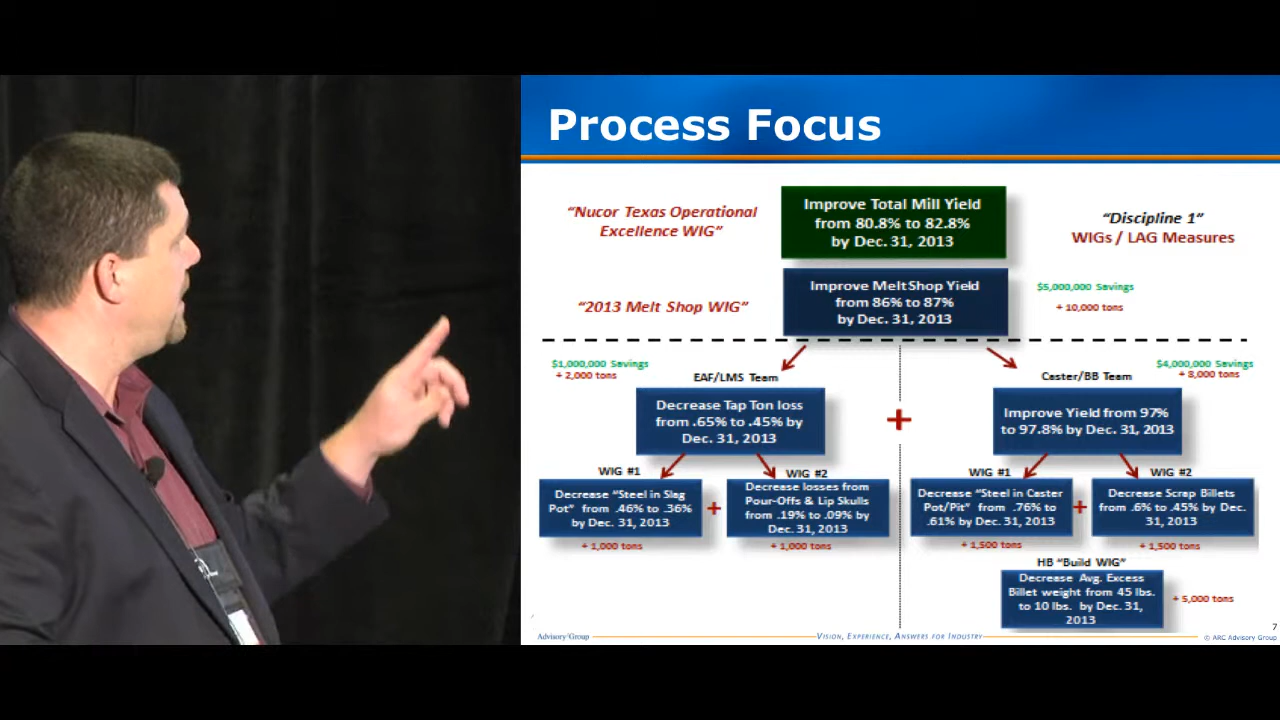 Process Focus
“Nucor Texas Operational
Excellence WIG”
Improve Total Mill Yield
from 80.8% to 82.8%
by Dec. 31, 2013
“Discipline 1”
WIGs / LAG Measures
“2013 Melt Shop WIG”
Improve Melt Shop Yield
from 86% to 87%
by Dec. 31, 2013
$5,000,000 Savings
+ 10,000 tons
$1,000,000 Savings
+ 2,000 tons
EAF/LMS Team
Decrease Tap Ton loss
from .65% to .45% by
Dec. 31, 2013
+
$4,000,000 Savings
+ 8,000 tons
Caster/BB Team
Improve Yield from 97%
to 97.8% by Dec. 31, 2013
WIG #1
Decrease “Steel in Slag
Pot” from .46% to .36%
by Dec. 31, 2013
+ 1,000 tons
+
WIG #2
Decrease losses from
Pour-Offs & Lip Skulls
from .19% to .09% by
Dec. 31, 2013
+ 1,000 tons
WIG #1
Decrease “Steel in Caster
Pot/Pit” from .76% to
.61% by Dec. 31, 2013
+ 1,500 tons
+
WIG #2
Decrease Scrap Billets
from .6% to .45% by Dec.
31, 2013
+ 1,500 tons
HB “Build WIG”
Decrease Avg. Excess
Billet weight from 45 lbs.
to 10 lbs. by Dec. 31,
2013
+ 5,000 tons
Advisory Group
VISION, EXPERIENCE, ANSWERS FOR INDUSTRY
7
© ARC Advisory Group